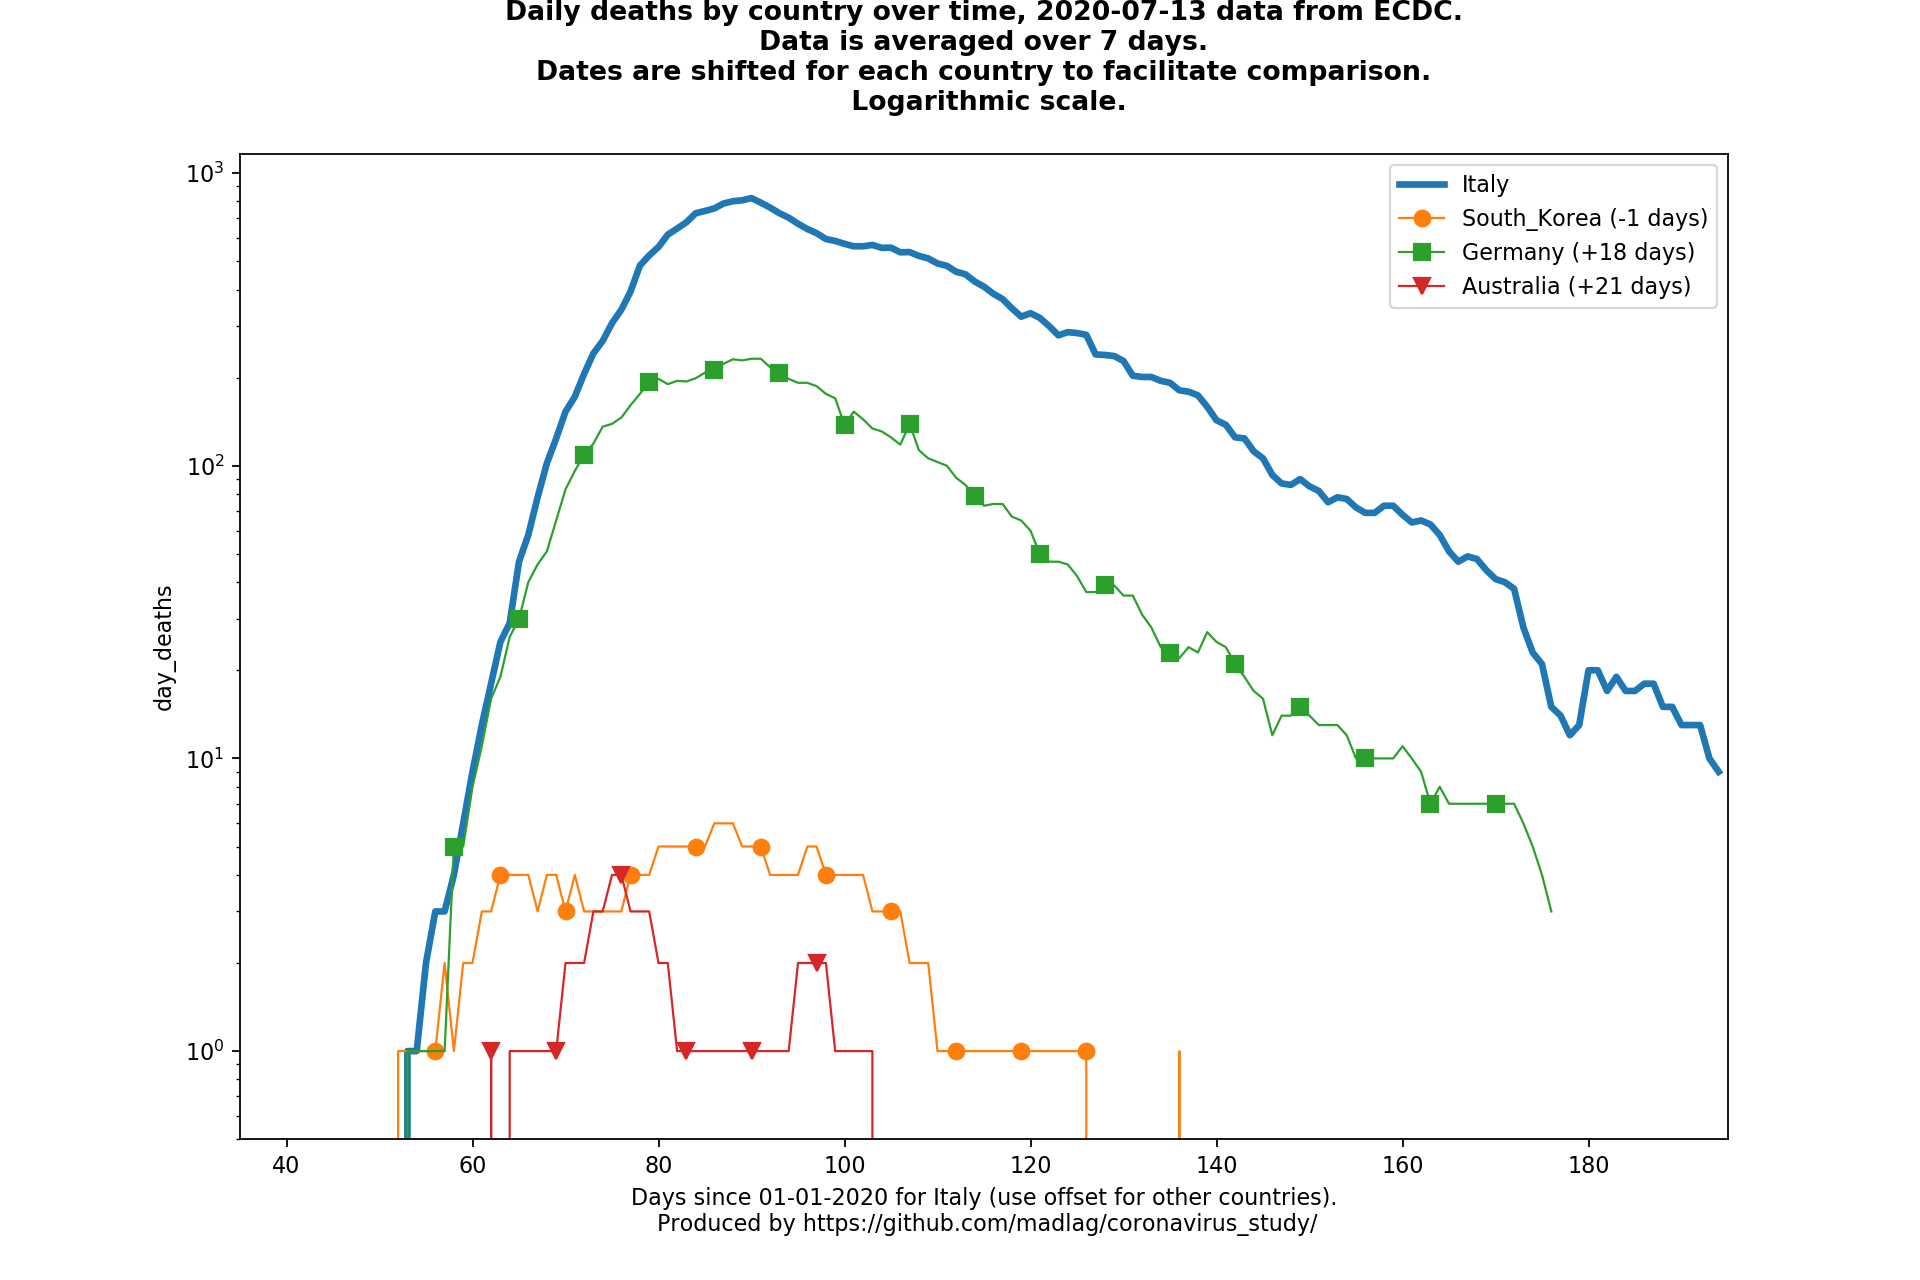 Daily deaths by country over time, 2020-07-13 data from ECDC.
Data is averaged over 7 days.
Dates are shifted for each country to facilitate comparison.
Logarithmic scale.
10³
10²
10¹
10⁰
day_deaths
Italy
South_Korea (-1 days)
Germany (+18 days)
Australia (+21 days)
40 60 80 100 120 140 160 180
Days since 01-01-2020 for Italy (use offset for other countries).
Produced by https://github.com/madlag/coronavirus_study/